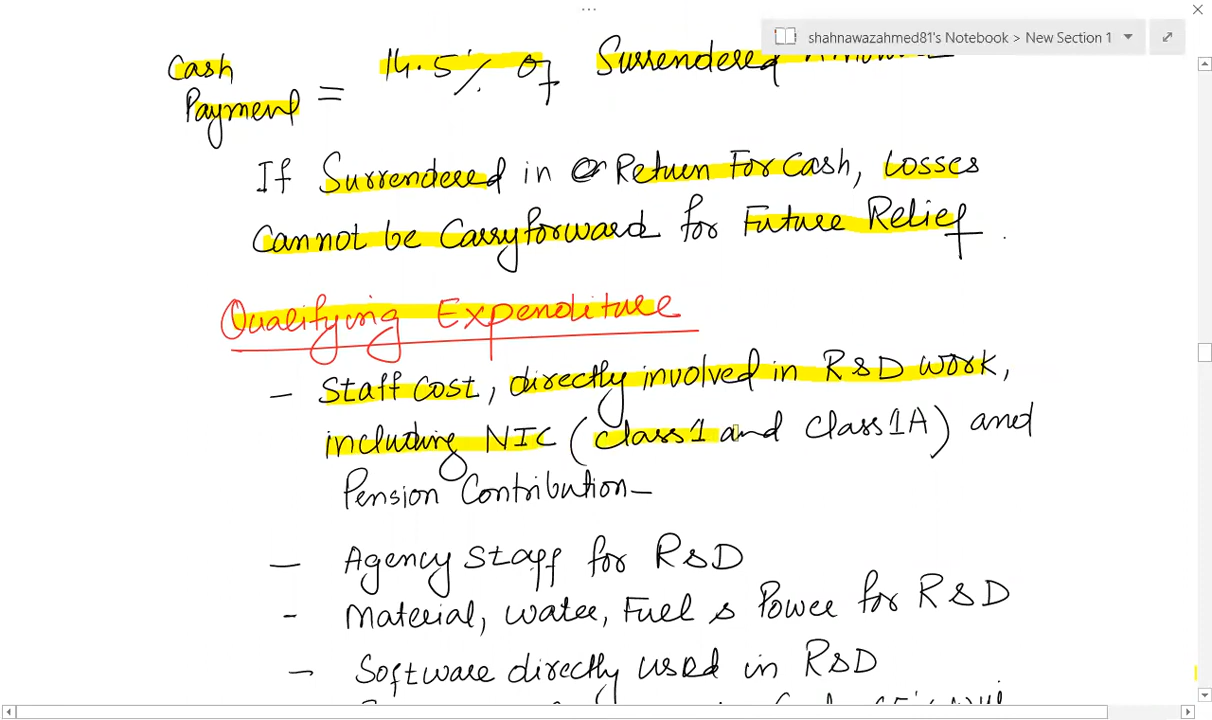 shahnawazahmed81's Notebook > New Section 1
Cash Payment = 14.5% of Surrendered
If Surrendered in Return For Cash, Losses
Cannot be Carryforward for Future Relief.
Qualifying Expenditure
- Staff Cost, directly involved in R&D work,
including NIC (class 1 and class 1A) and
Pension Contribution -
- Agency Staff for R&D
- Material, water, Fuel & Power for R&D
- Software directly used in R&D